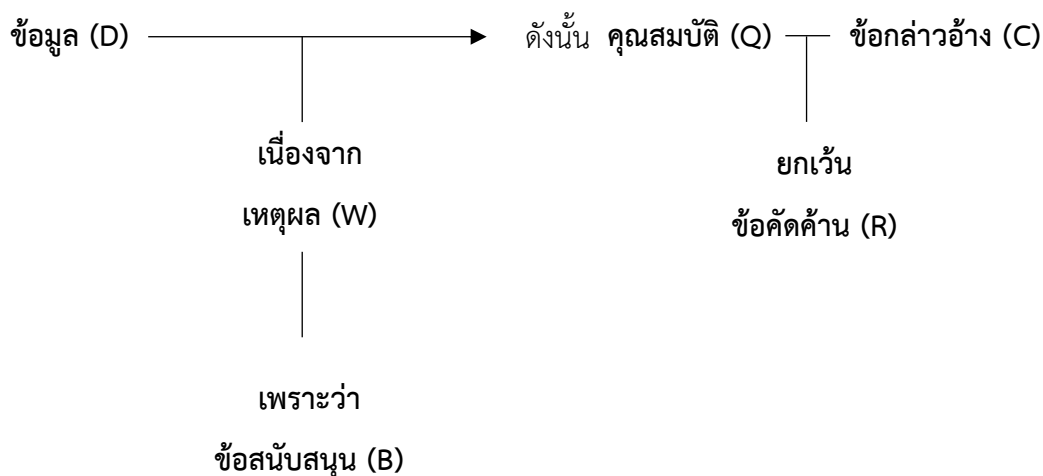 ข้อมูล (D) ดังนั้น คุณสมบัติ (Q) ข้อกล่าวอ้าง (C)
เนื่องจาก
เหตุผล (W)
ยกเว้น
ข้อคัดค้าน (R)
เพราะว่า
ข้อสนับสนุน (B)